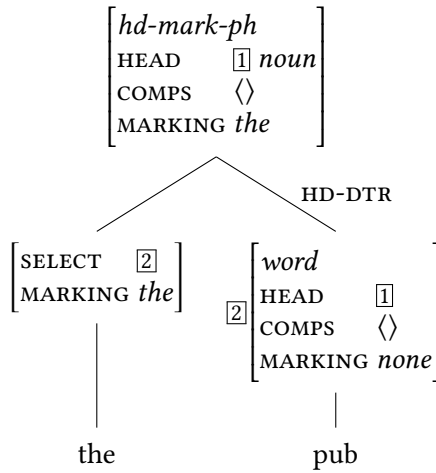 hd-mark-ph
HEAD 1 noun
COMPS ⟨⟩
MARKING the
HD-DTR
SELECT 2
MARKING the
2
word
HEAD 1
COMPS ⟨⟩
MARKING none
the pub